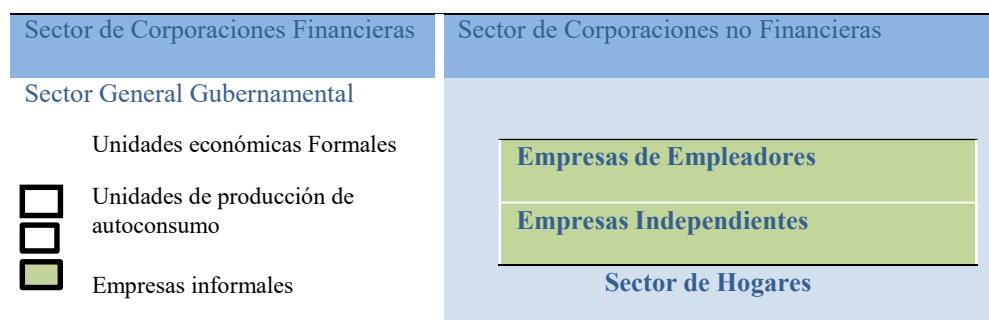 Sector de Corporaciones Financieras
Sector de Corporaciones no Financieras
Sector General Gubernamental
Unidades económicas Formales
Unidades de producción de
autoconsumo
Empresas informales
Empresas de Empleadores
Empresas Independientes
Sector de Hogares